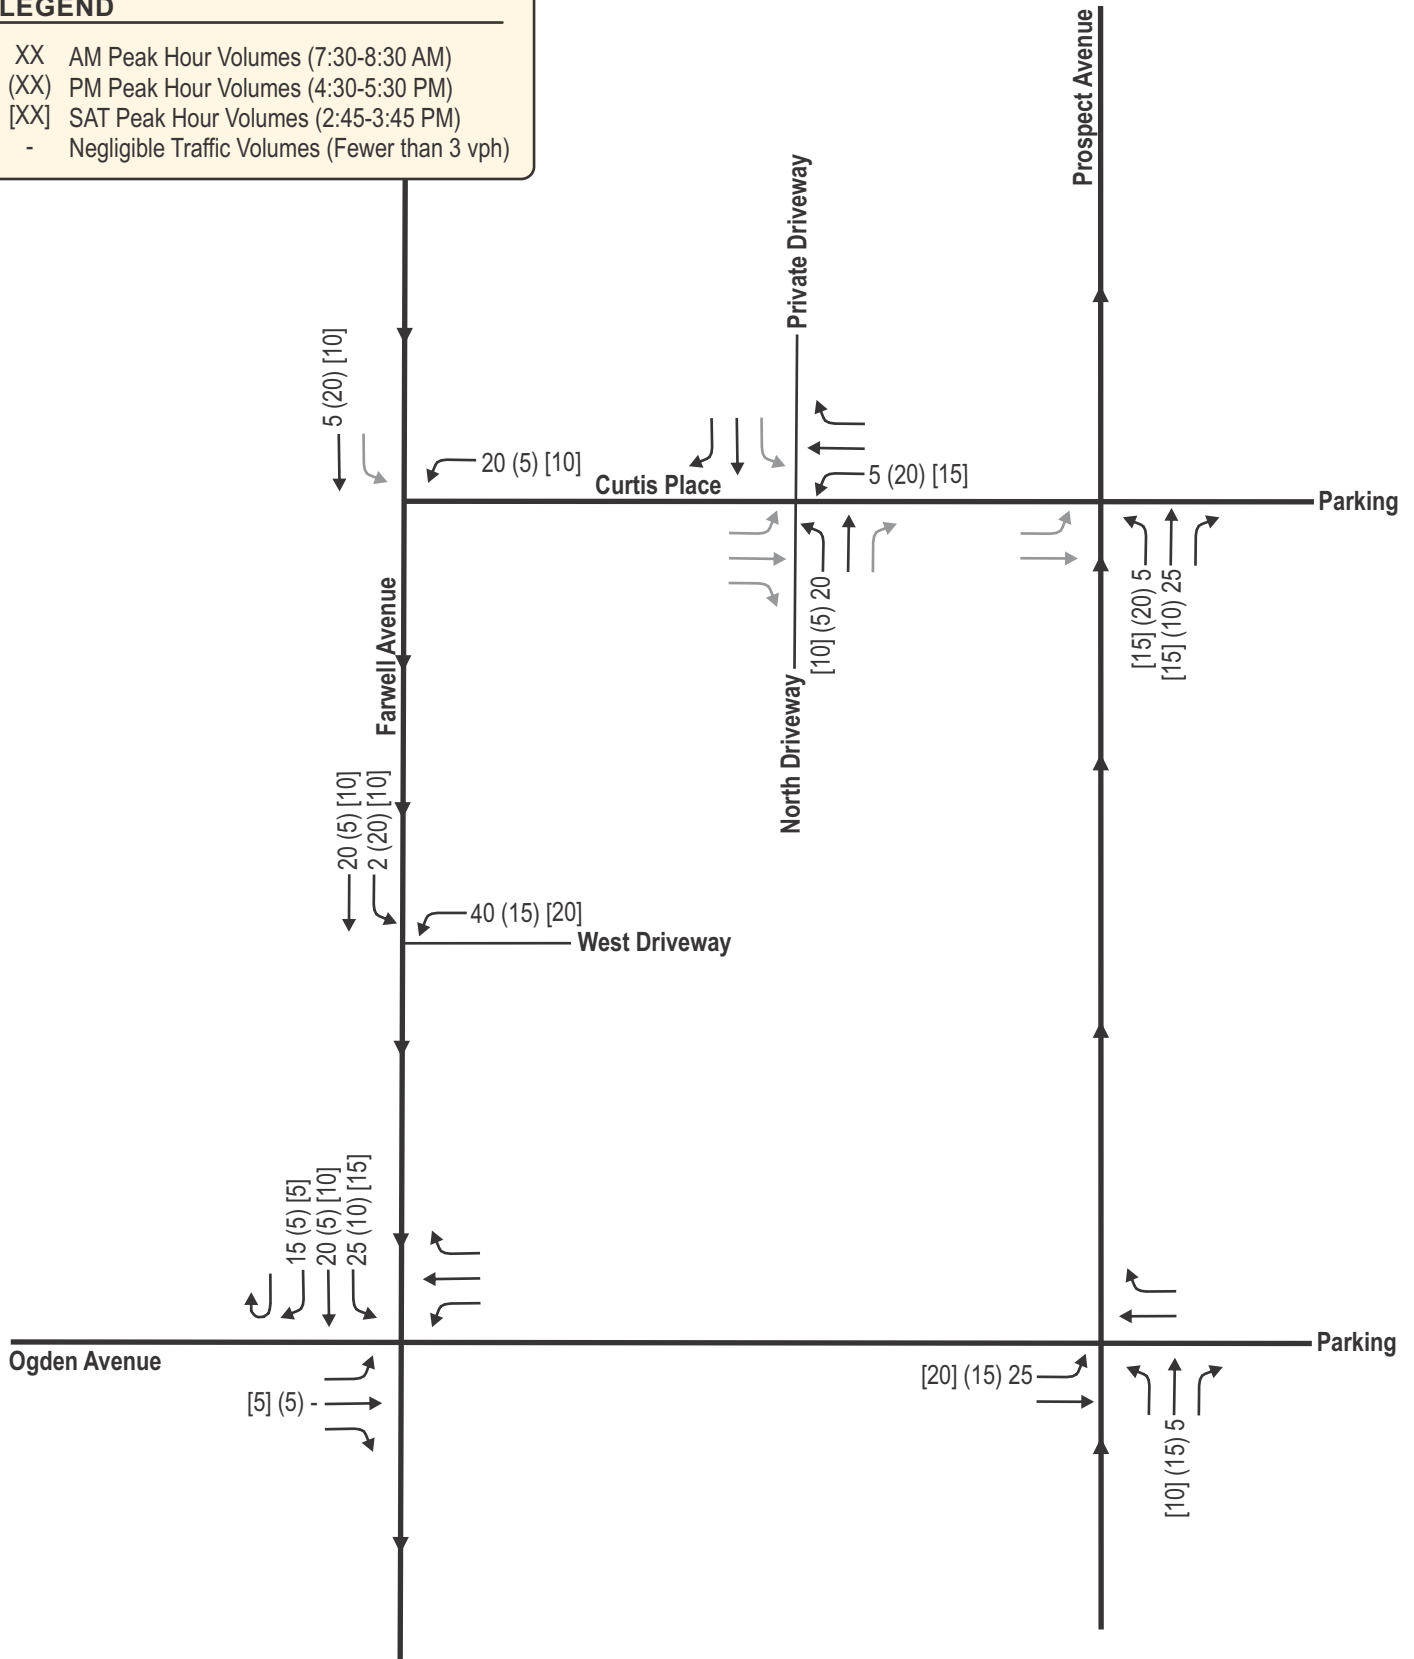 LEGEND
XX AM Peak Hour Volumes (7:30-8:30 AM)
(XX) PM Peak Hour Volumes (4:30-5:30 PM)
[XX] SAT Peak Hour Volumes (2:45-3:45 PM)
- Negligible Traffic Volumes (Fewer than 3 vph)
Prospect Avenue
Private Driveway
5 (20) [10]
20 (5) [10]
Curtis Place
5 (20) [15]
Parking
[10] (5) 20
[15] (20) 5
[15] (10) 25
Farwell Avenue
North Driveway
20 (5) [10]
2 (20) [10]
40 (15) [20]
West Driveway
15 (5) [5]
20 (5) [10]
25 (10) [15]
Ogden Avenue
Parking
[5] (5) -
[20] (15) 25
[10] (15) 5